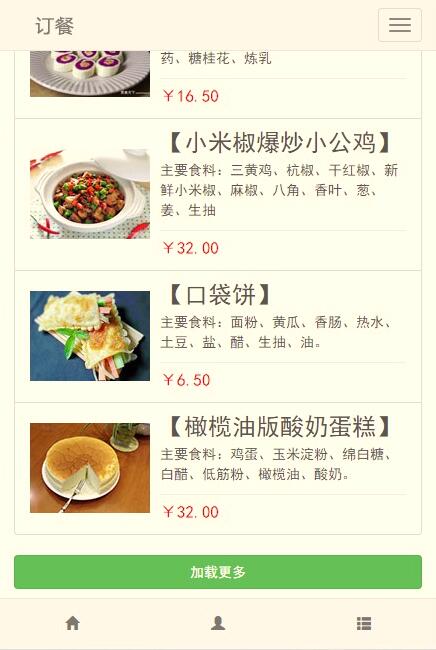 订餐
药、糖桂花、炼乳
￥16.50
【小米椒爆炒小公鸡】
主要食料：三黄鸡、杭椒、干红椒、新
鲜小米椒、麻椒、八角、香叶、葱、
姜、生抽
￥32.00
【口袋饼】
主要食料：面粉、黄瓜、香肠、热水、
土豆、盐、醋、生抽、油。
￥6.50
【橄榄油版酸奶蛋糕】
主要食料：鸡蛋、玉米淀粉、绵白糖、
白醋、低筋粉、橄榄油、酸奶。
￥32.00
加载更多